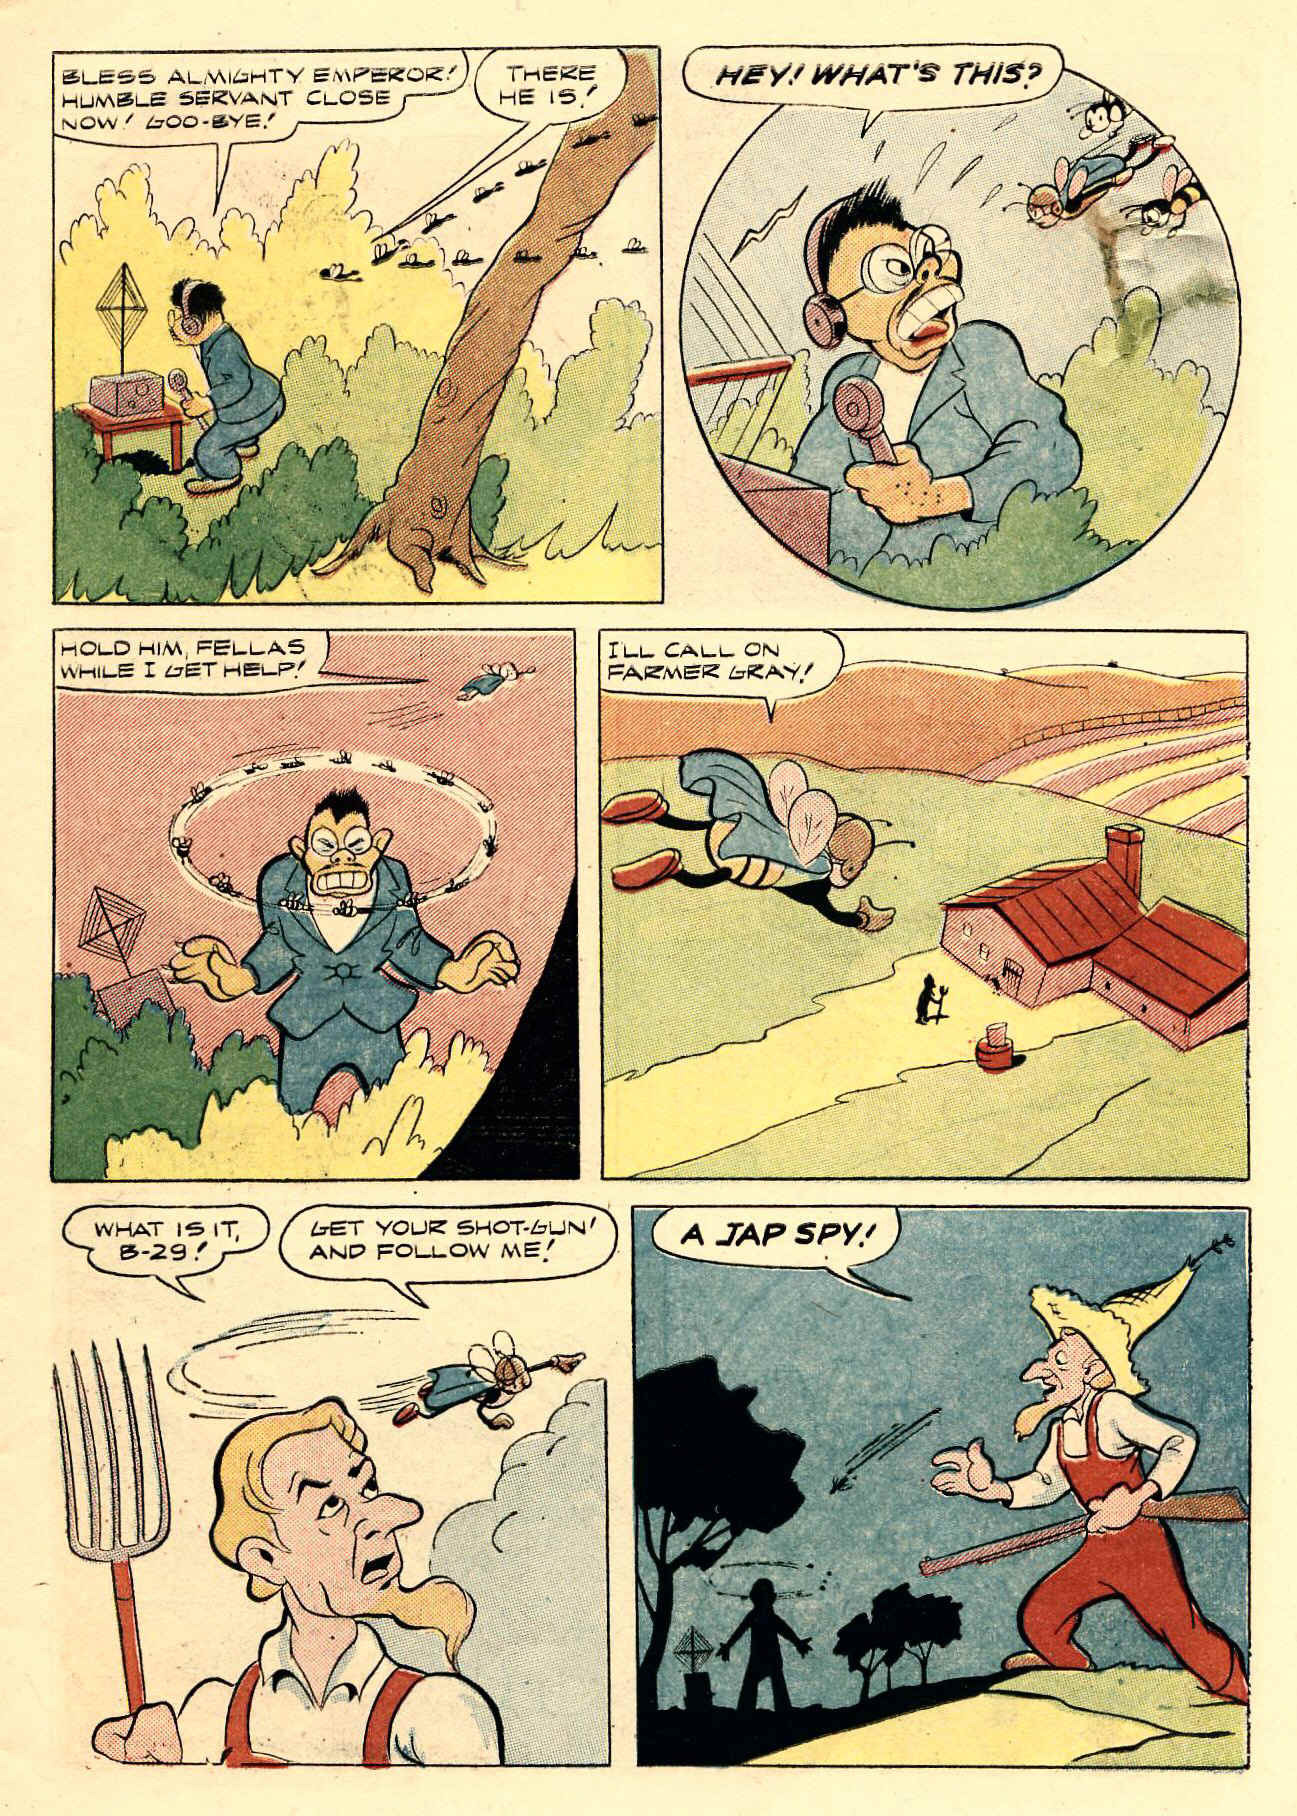 BLESS ALMIGHTY EMPEROR!
HUMBLE SERVANT CLOSE
NOW! GOO-BYE!
THERE
HE IS!
HEY! WHAT'S THIS?
HOLD HIM, FELLAS
WHILE I GET HELP!
I'LL CALL ON
FARMER GRAY!
WHAT IS IT,
B-29!
GET YOUR SHOT-GUN!
AND FOLLOW ME!
A JAP SPY!